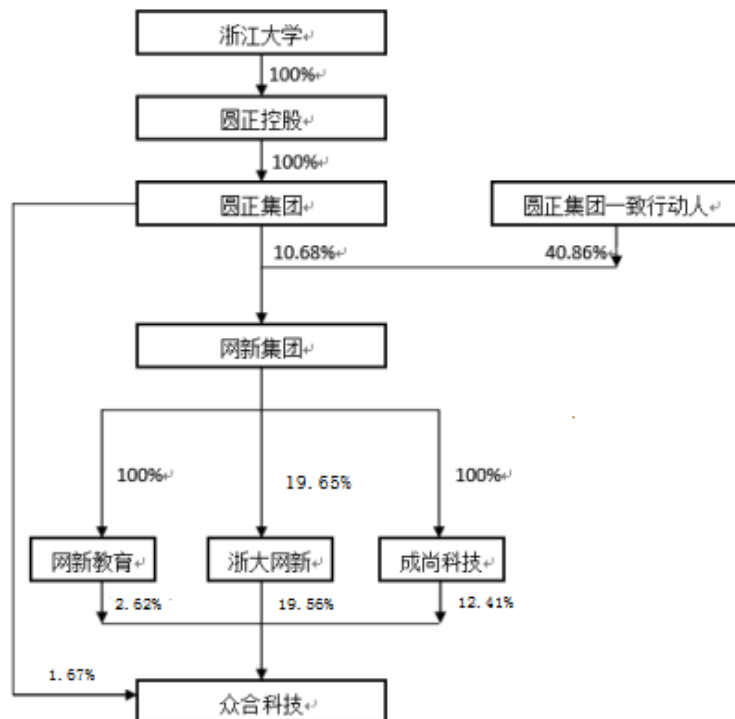 浙江大学↵
100%↵
圆正控股↵
100%↵
圆正集团↵
圆正集团一致行动人↵
10.68%↵
40.86%↵
网新集团↵
100%↵
19.65%
100%↵
网新教育↵
浙大网新↵
成尚科技↵
2.62%
19.56%
12.41%
1.67%
众合科技↵